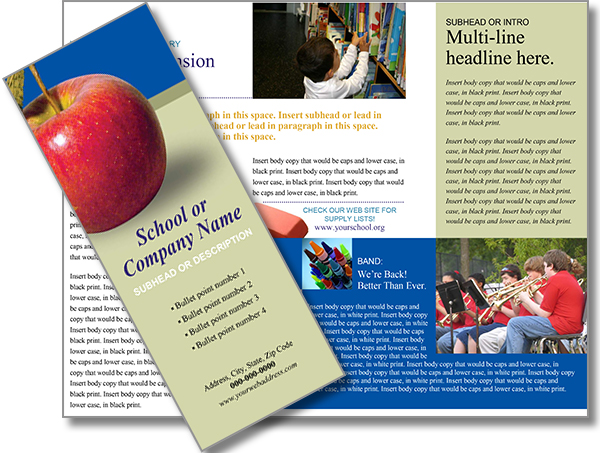 School or
Company Name
SUBHEAD OR DESCRIPTION
• Bullet point number 1
• Bullet point number 2
• Bullet point number 3
• Bullet point number 4
Address, City, State, Zip Code
000-000-0000
www.yourwebaddress.com
RY
nsion
ph in this space. Insert subhead or lead in
head or lead in paragraph in this space.
in this space.
Insert body copy that would be caps and lower case, in
black print. Insert body copy that would be caps and
lower case, in black print. Insert body copy that would
be caps and lower case, in black print.
CHECK OUR WEB SITE FOR
SUPPLY LISTS!
www.yourschool.org
Insert body co
case, in black
would be caps
Insert body
lower case, in
that would be
print. Insert body
and lower case, in
copy that would be
black print. Insert body
caps and lower case, in
that would be caps and
print. Insert body copy
lower case, in black print.
SUBHEAD OR INTRO
Multi-line
headline here.
Insert body copy that would be caps and lower
case, in black print. Insert body copy that
would be caps and lower case, in black print.
Insert body copy that would be caps and lower
case, in black print.
Insert body copy that would be caps and lower
case, in black print. Insert body copy that
would be caps and lower case, in black print.
Insert body copy that would be caps and lower
case, in black print. Insert body copy that
would be caps and lower case, in black print.
Insert body copy that would be caps and lower
case, in black print.
BAND:
We're Back!
Better Than Ever.
Insert body copy that would be caps and
lower case, in white print. Insert body copy
that would be caps and lower case, in white
print. Insert body copy that would be caps
and lower case, in white print. Insert body
copy that would be caps and lower case, in
white print. Insert body copy that would be caps and lower case, in white print. Insert body copy
that would be caps and lower case, in white print. Insert body copy that would be caps and
lower case, in white print. Insert body copy that would be caps and lower case, in white print.